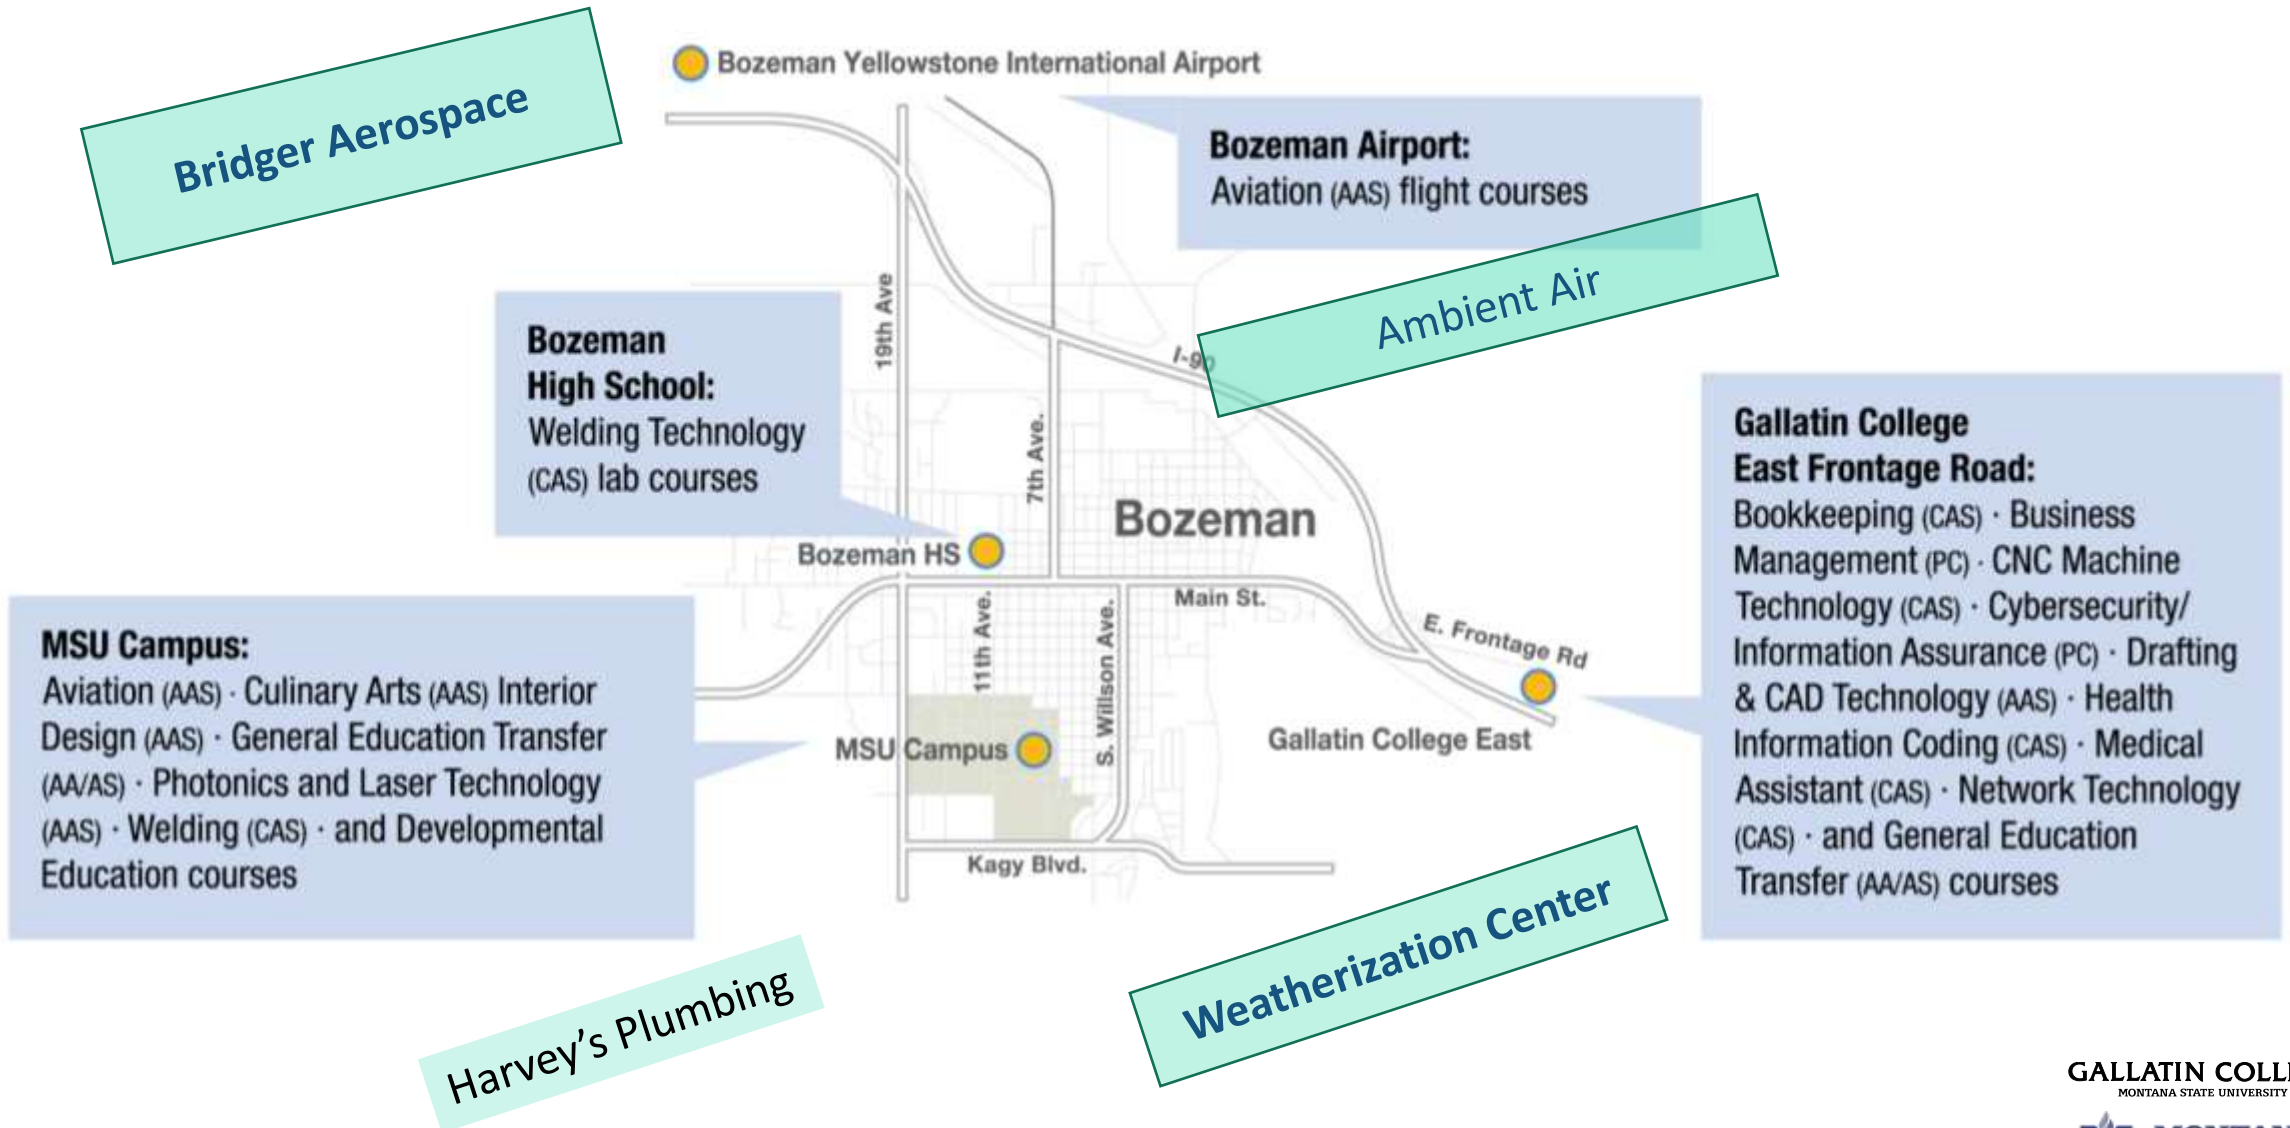 Bozeman Yellowstone International Airport
Bridger Aerospace
Bozeman Airport:
Aviation (AAS) flight courses
Ambient Air
19th Ave
I-90
Bozeman
High School:
Welding Technology
(CAS) lab courses
7th Ave.
Bozeman
Bozeman HS
Main St.
Gallatin College
East Frontage Road:
Bookkeeping (CAS) · Business
Management (PC) · CNC Machine
Technology (CAS) · Cybersecurity/
Information Assurance (PC) · Drafting
& CAD Technology (AAS) · Health
Information Coding (CAS) · Medical
Assistant (CAS) · Network Technology
(CAS) · and General Education
Transfer (AA/AS) courses
MSU Campus:
Aviation (AAS) · Culinary Arts (AAS) Interior
Design (AAS) · General Education Transfer
(AA/AS) · Photonics and Laser Technology
(AAS) · Welding (CAS) · and Developmental
Education courses
11th Ave.
S. Willson Ave.
E. Frontage Rd
MSU Campus
Gallatin College East
Kagy Blvd.
Weatherization Center
Harvey’s Plumbing
GALLATIN
MONTANA STATE UNIVERSITY